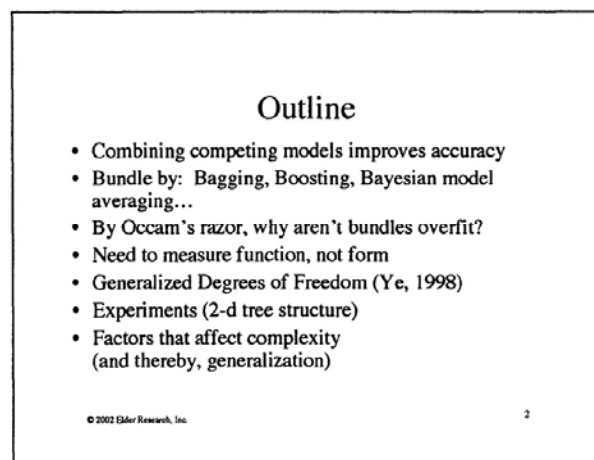 Outline
• Combining competing models improves accuracy
• Bundle by: Bagging, Boosting, Bayesian model
averaging...
• By Occam's razor, why aren't bundles overfit?
• Need to measure function, not form
• Generalized Degrees of Freedom (Ye, 1998)
• Experiments (2-d tree structure)
• Factors that affect complexity
(and thereby, generalization)
© 2002 Elder Research, Inc.
2